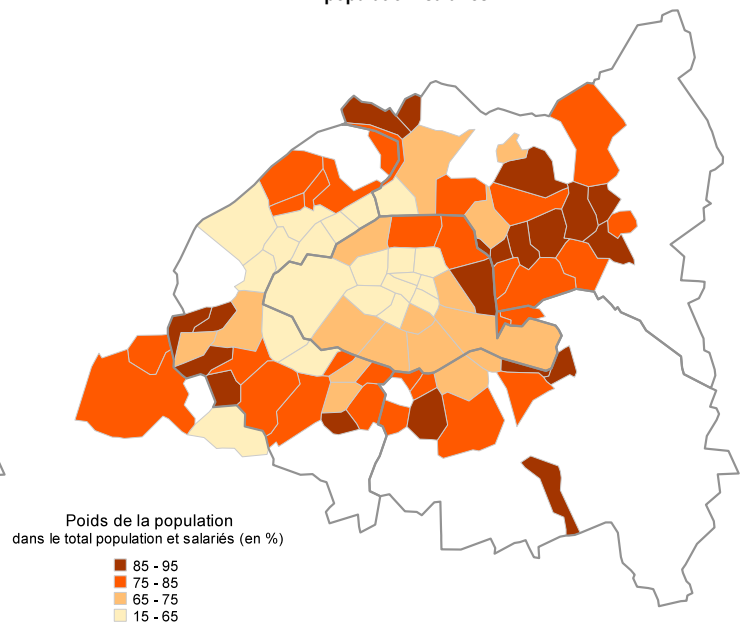 Poids de la population
dans le total population et salariés (en %)
85 - 95
75 - 85
65 - 75
15 - 65